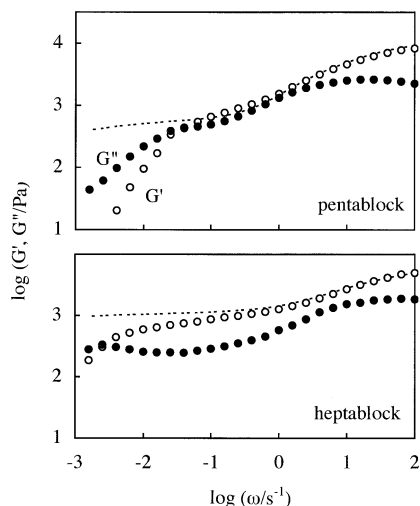 4
3
2
1
G"
G'
pentablock
log (G', G"/Pa)
3
2
1
heptablock
-3 -2 -1 0 1 2
log (ω/s⁻¹)